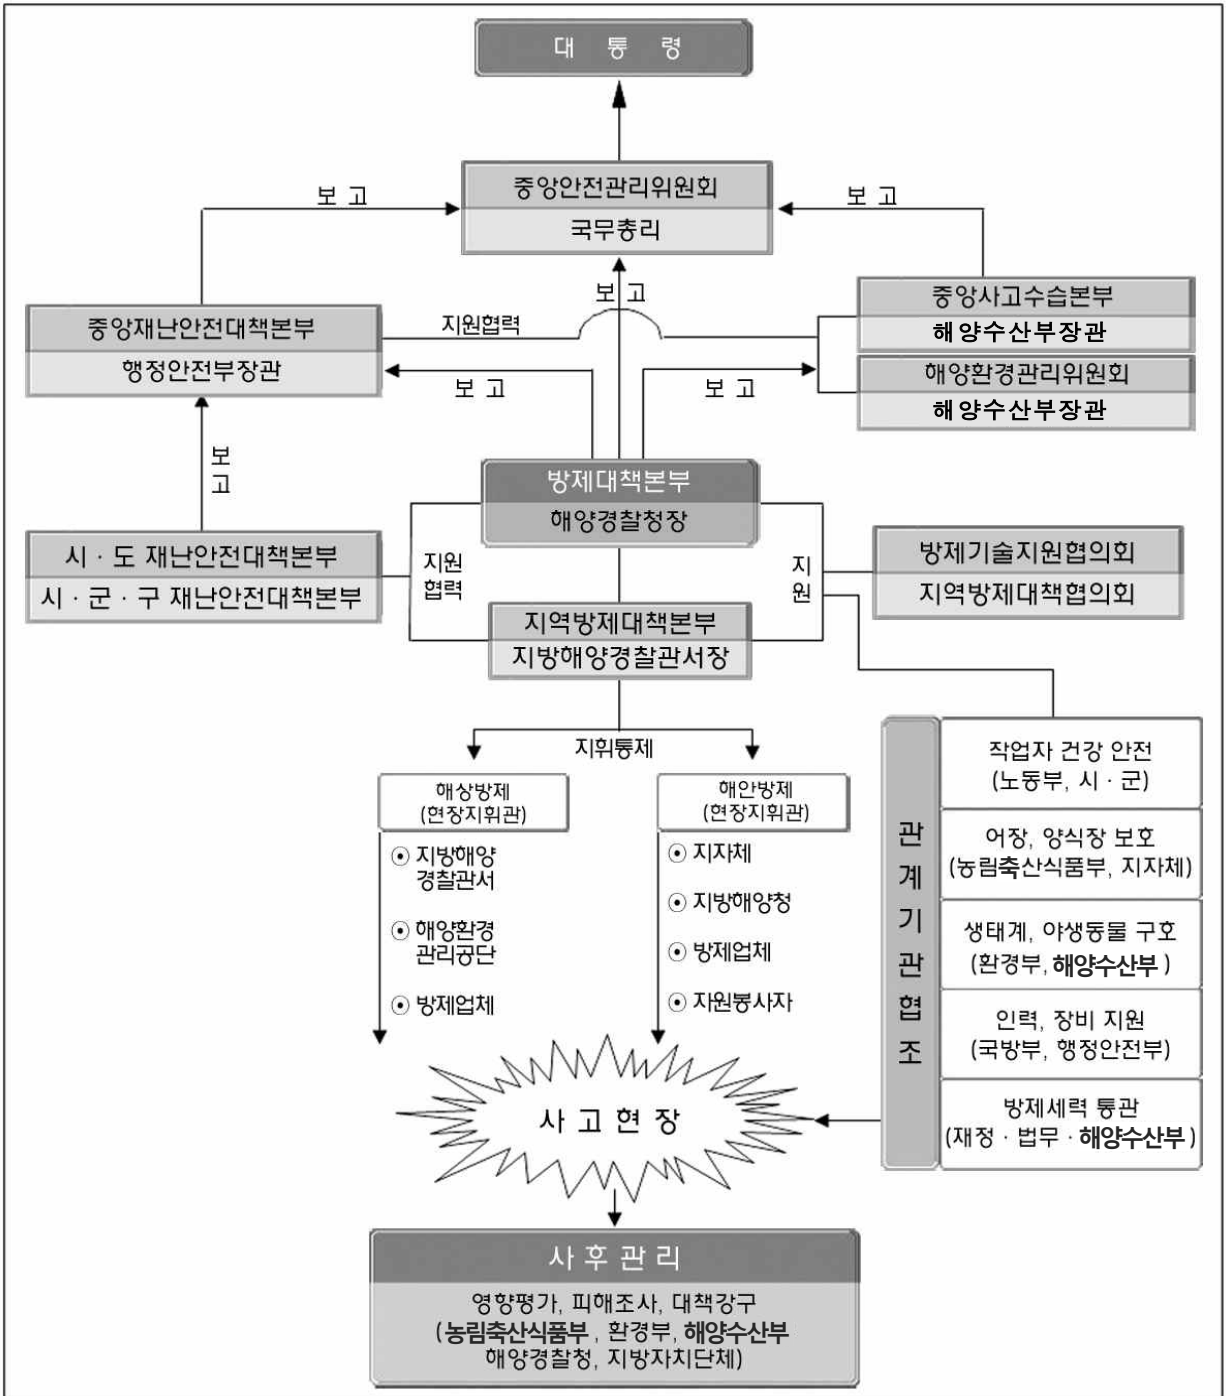 대 통 령
중앙안전관리위원회
국무총리
보 고
보 고
보 고
중앙재난안전대책본부
행정안전부장관
지원협력
중앙사고수습본부
해양수산부장관
해양환경관리위원회
해양수산부장관
보 고
보 고
보
고
방제대책본부
해양경찰청장
시 · 도 재난안전대책본부
시 · 군 · 구 재난안전대책본부
지원
협력
지
원
방제기술지원협의회
지역방제대책협의회
지역방제대책본부
지방해양경찰관서장
지휘통제
해상방제
(현장지휘관)
⊙ 지방해양
경찰관서
⊙ 해양환경
관리공단
⊙ 방제업체
해안방제
(현장지휘관)
⊙ 지자체
⊙ 지방해양청
⊙ 방제업체
⊙ 자원봉사자
관
계
기
관
협
조
작업자 건강 안전
(노동부, 시 · 군)
어장, 양식장 보호
(농림축산식품부, 지자체)
생태계, 야생동물 구호
(환경부, 해양수산부 )
인력, 장비 지원
(국방부, 행정안전부)
방제세력 통관
(재정 · 법무 · 해양수산부 )
사 고 현 장
사 후 관 리
영향평가, 피해조사, 대책강구
(농림축산식품부 , 환경부, 해양수산부
해양경찰청, 지방자치단체)